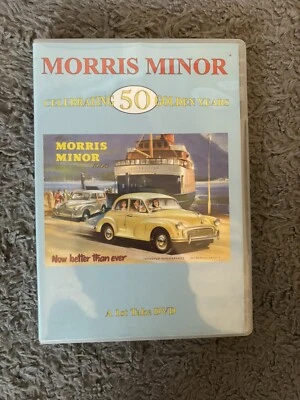 MORRIS MINOR
CELEBRATING 50 GOLDEN YEARS
MORRIS
MINOR
Now better than ever
A 1st Take DVD